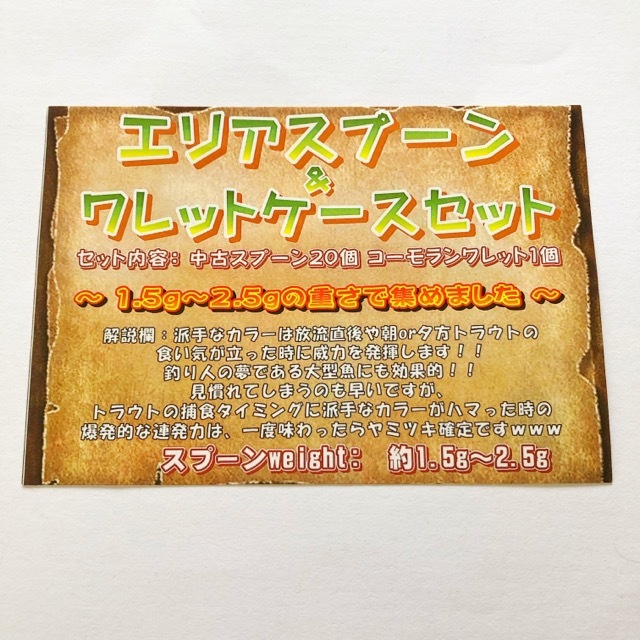 エリアスプーン
&
ワレットケースセット
セット内容：中古スプーン20個 コーモランワレット1個
～ 1.5g～2.5gの重さで集めました ～
解説欄：派手なカラーは放流直後や朝or夕方トラウトの
食い気が立った時に威力を発揮します！！
釣り人の夢である大型魚にも効果的！！
見慣れてしまうのも早いですが、
トラウトの捕食タイミングに派手なカラーがハマった時の
爆発的な連発力は、一度味わったらヤミツキ確定ですｗｗｗ
スプーンweight： 約1.5g～2.5g